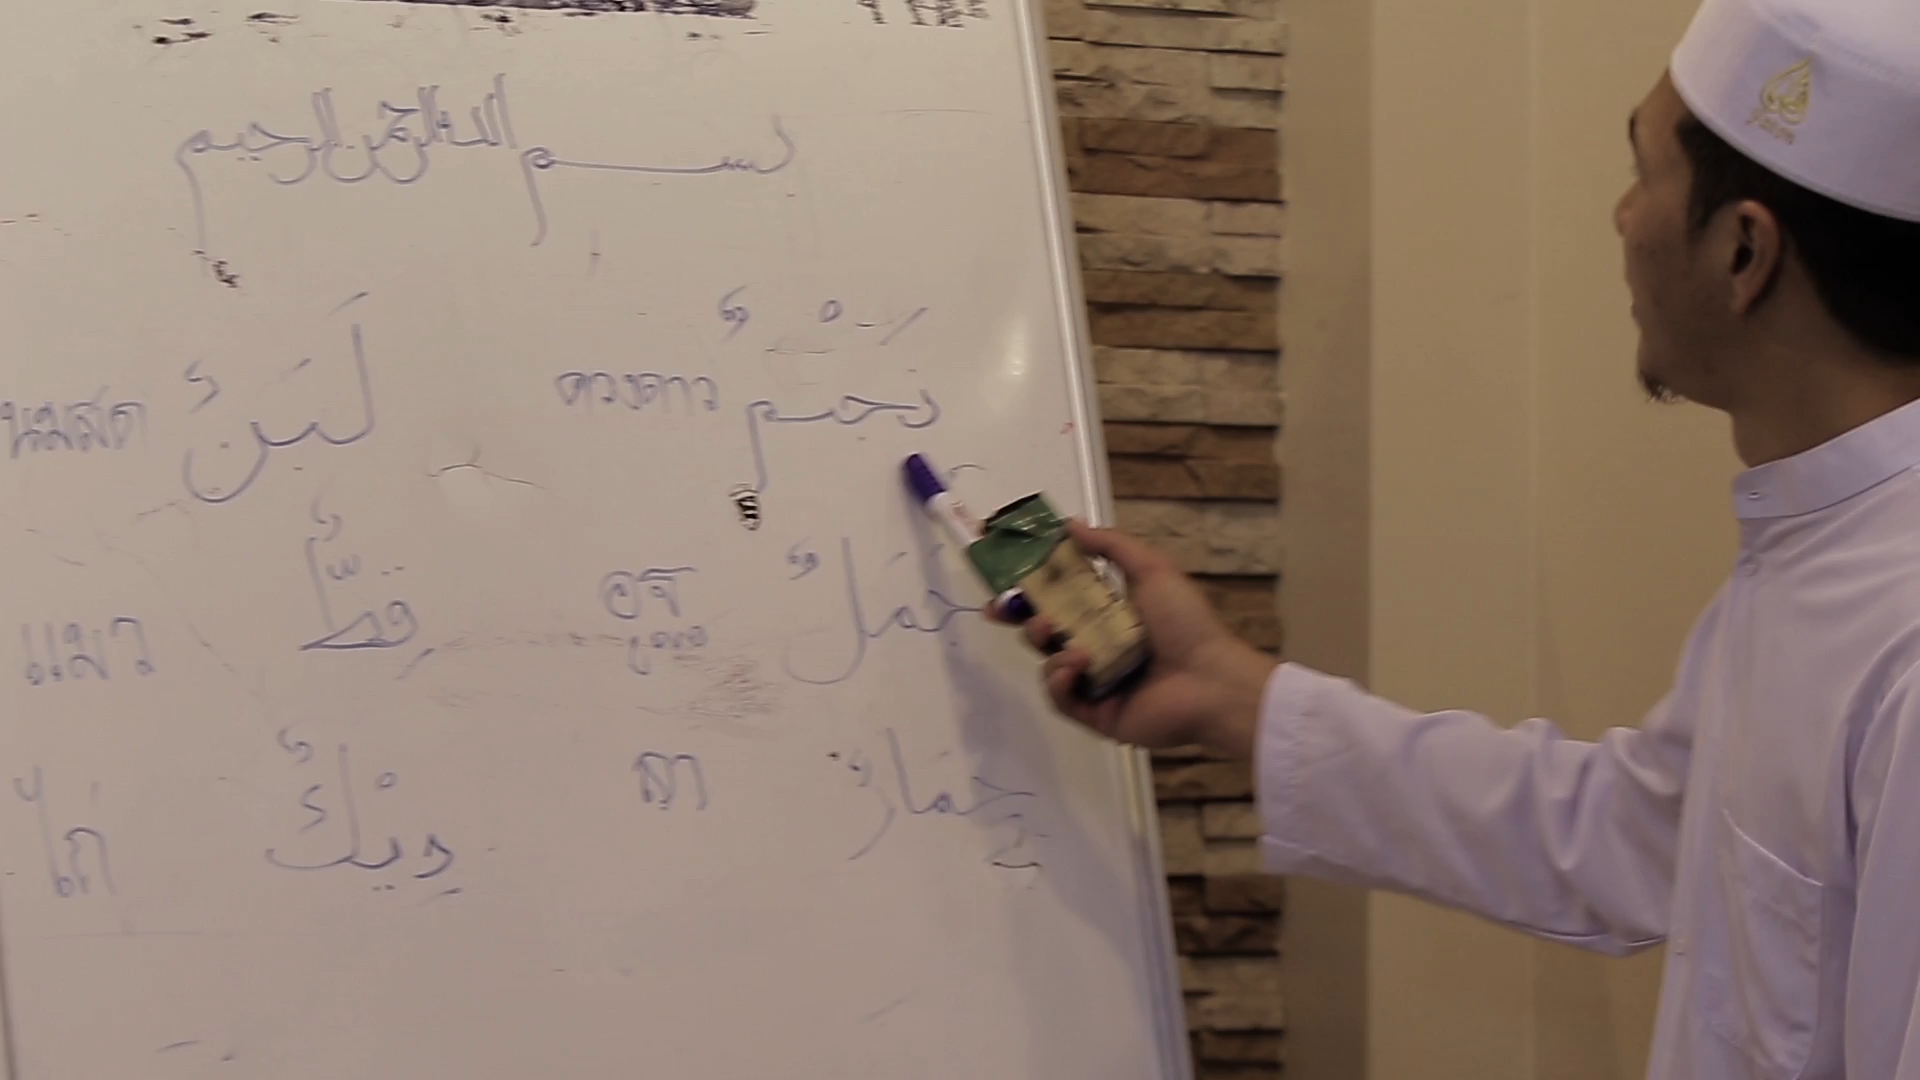 بسم الله الرحمن الرحيم
نَجْمٌ ดวงดาว لَبَنٌ นมสด
جَمَلٌ อูฐ قِطٌّ แมว
حِمَارٌ ลา دِيْكٌ ไก่